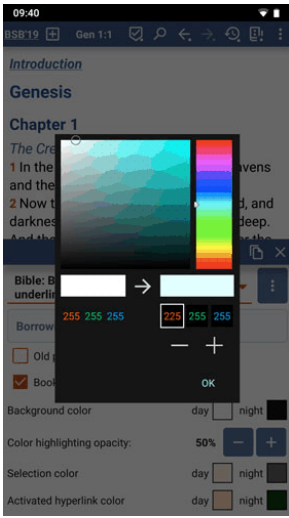 09:40
BSB'19 Gen 1:1
Introduction
Genesis
Chapter 1
The Cre
1 In the avens
and the
2 Now t d, and
darknes deep.
Bible: B
underlin
Borrow
Old p
Book
255 255 255 225 255 255
OK
Background color day night
Color highlighting opacity: 50%
Selection color day night
Activated hyperlink color day night